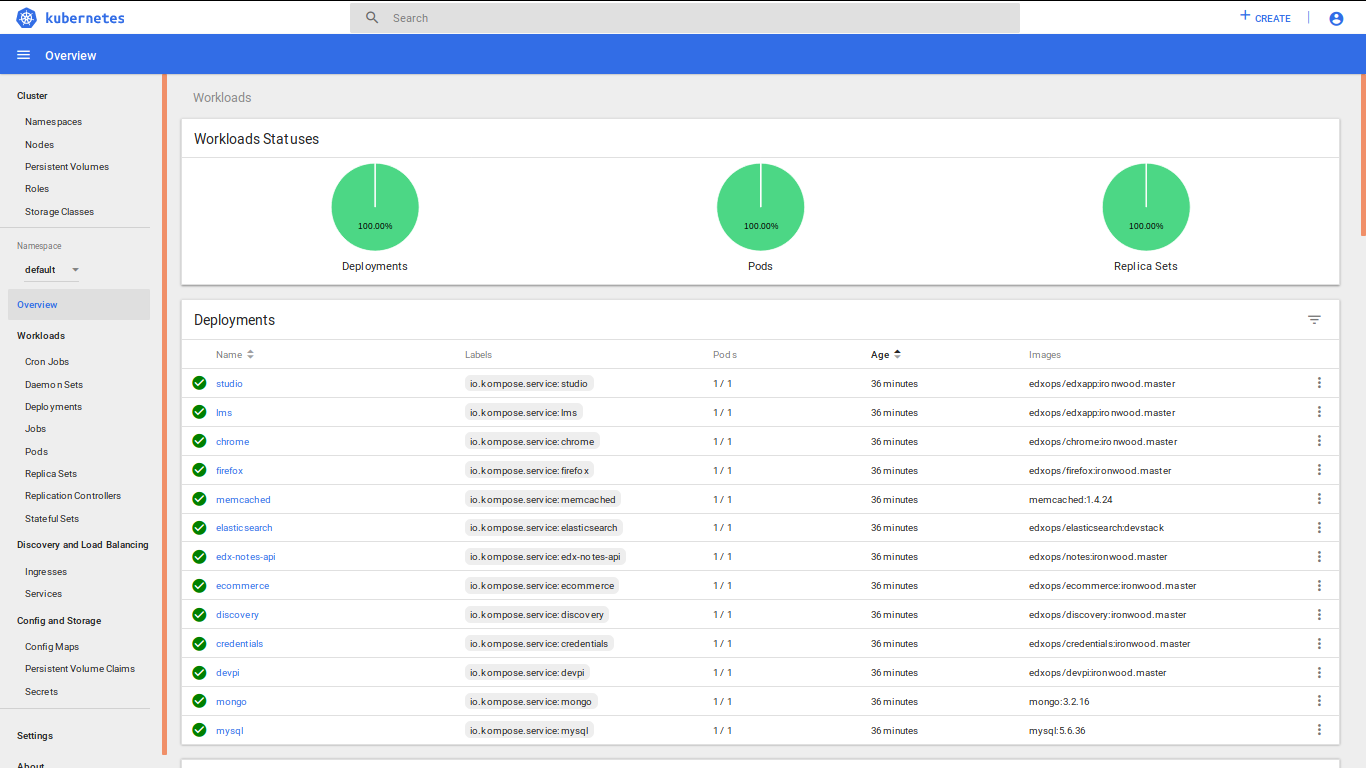 kubernetes
Search
CREATE
Overview
Cluster
Namespaces
Nodes
Persistent Volumes
Roles
Storage Classes
Namespace
default
Overview
Workloads
Cron Jobs
Daemon Sets
Deployments
Jobs
Pods
Replica Sets
Replication Controllers
Stateful Sets
Discovery and Load Balancing
Ingresses
Services
Config and Storage
Config Maps
Persistent Volume Claims
Secrets
Settings
About
Workloads
Workloads Statuses
100.00% 100.00% 100.00%
Deployments Pods Replica Sets
Deployments
Name Labels Pods Age Images
studio io.kompose.service: studio 1 / 1 36 minutes edxops/edxapp:ironwood.master
lms io.kompose.service: lms 1 / 1 36 minutes edxops/edxapp:ironwood.master
chrome io.kompose.service: chrome 1 / 1 36 minutes edxops/chrome:ironwood.master
firefox io.kompose.service: firefox 1 / 1 36 minutes edxops/firefox:ironwood.master
memcached io.kompose.service: memcached 1 / 1 36 minutes memcached:1.4.24
elasticsearch io.kompose.service: elasticsearch 1 / 1 36 minutes edxops/elasticsearch:devstack
edx-notes-api io.kompose.service: edx-notes-api 1 / 1 36 minutes edxops/notes:ironwood.master
ecommerce io.kompose.service: ecommerce 1 / 1 36 minutes edxops/ecommerce:ironwood.master
discovery io.kompose.service: discovery 1 / 1 36 minutes edxops/discovery:ironwood.master
credentials io.kompose.service: credentials 1 / 1 36 minutes edxops/credentials:ironwood.master
devpi io.kompose.service: devpi 1 / 1 36 minutes edxops/devpi:ironwood.master
mongo io.kompose.service: mongo 1 / 1 36 minutes mongo:3.2.16
mysql io.kompose.service: mysql 1 / 1 36 minutes mysql:5.6.36